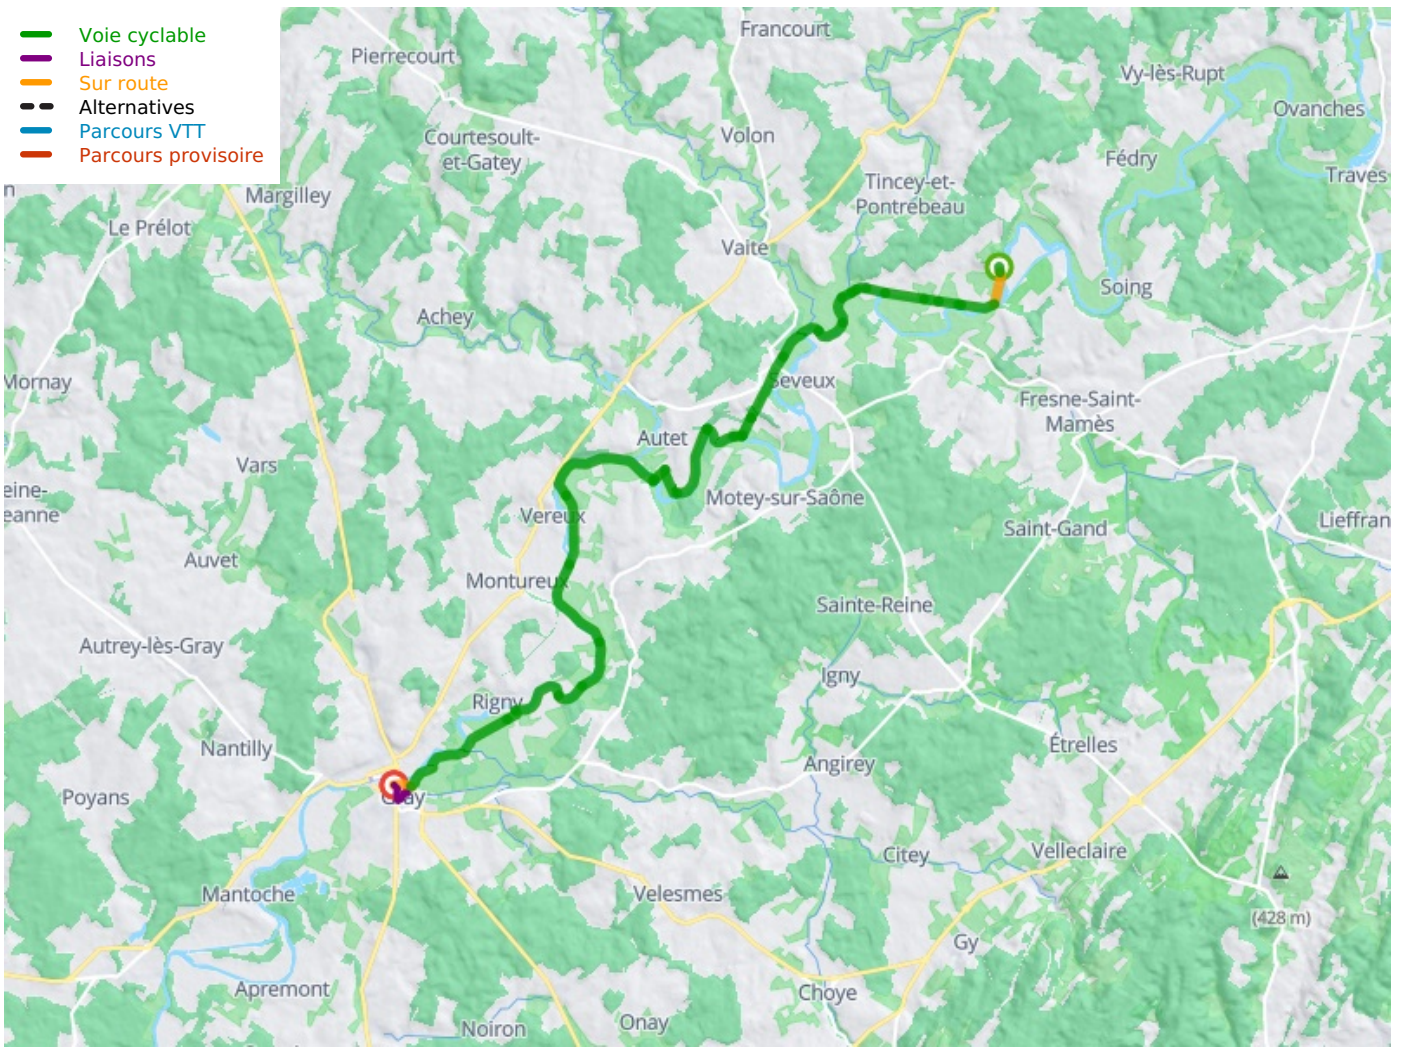 Voie cyclable
Liaisons
Sur route
Alternatives
Parcours VTT
Parcours provisoire
Francourt
Pierrecourt
Vy-lès-Rupt
Ovanches
Courtesoult-
et-Gatey
Volon
Fédry
Traves
Tincey-et-
Pontrebeau
n
Margilley
Le Prélot
Vaite
Soing
Achey
Mornay
Seveux
Fresne-Saint-
Mamès
Autet
Vars
eine-
eanne
Motey-sur-Saône
Vereux
Lieffran
Saint-Gand
Auvet
Montureux
Sainte-Reine
Autrey-lès-Gray
Igny
Rigny
Nantilly
Étrelles
Angirey
Poyans
Gray
Citey
Velleclaire
Mantoche
Velesmes
(428 m)
Gy
Apremont
Choye
Noiron
Onay